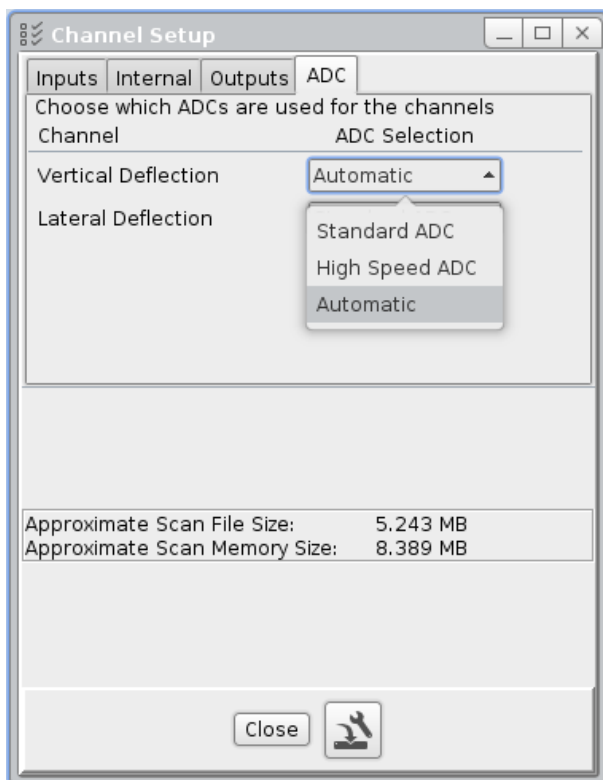 Channel Setup
Inputs Internal Outputs ADC
Choose which ADCs are used for the channels
Channel ADC Selection
Vertical Deflection Automatic
Lateral Deflection
Standard ADC
High Speed ADC
Automatic
Approximate Scan File Size: 5.243 MB
Approximate Scan Memory Size: 8.389 MB
Close